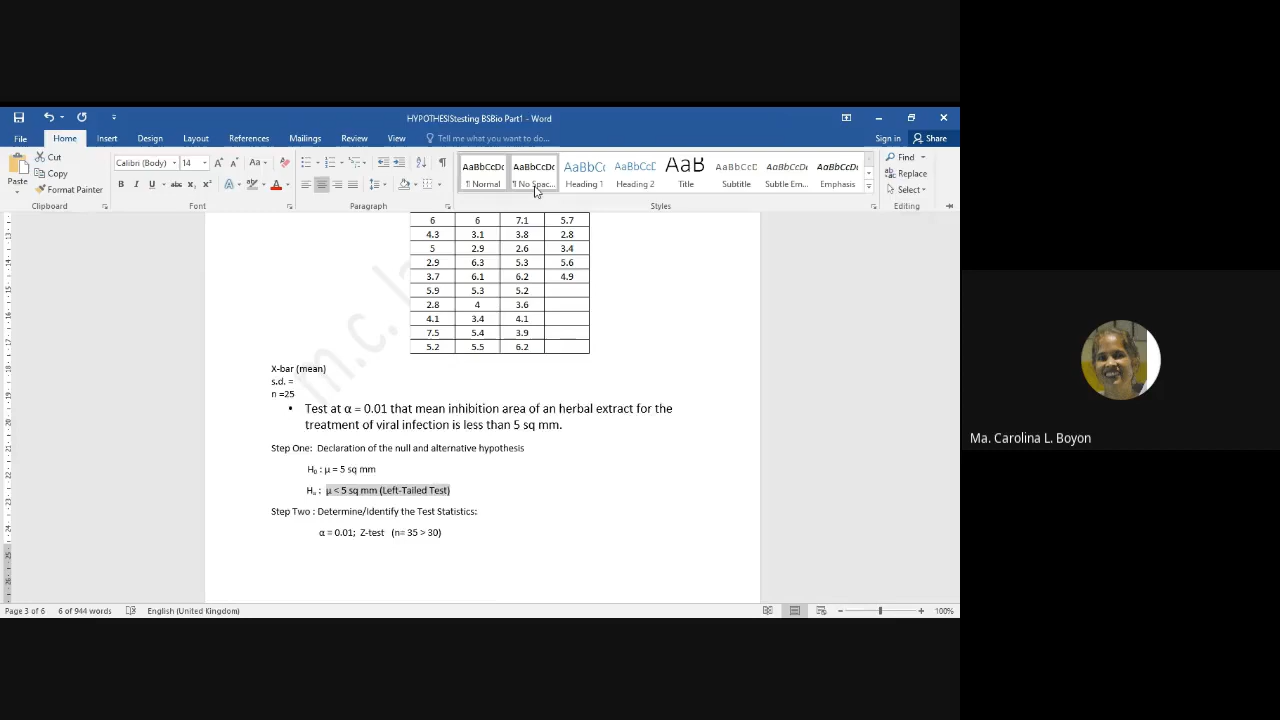 HYPOTHESIStesting BSBio Part1 - Word
File Home Insert Design Layout References Mailings Review View Tell me what you want to do... Sign in Share
Paste Cut Copy Format Painter
Calibri (Body) 14
AaBbCcDc AaBbCcDc AaBbC( AaBbCcD AaB AaBbCcD AaBbCcDc AaBbCcDc
¶ Normal ¶ No Spac... Heading 1 Heading 2 Title Subtitle Subtle Em... Emphasis
Find Replace Select
Clipboard Font Paragraph Styles Editing
6 6 7.1 5.7
4.3 3.1 3.8 2.8
5 2.9 2.6 3.4
2.9 6.3 5.3 5.6
3.7 6.1 6.2 4.9
5.9 5.3 5.2
2.8 4 3.6
4.1 3.4 4.1
7.5 5.4 3.9
5.2 5.5 6.2
m.c.
X-bar (mean)
s.d. =
n =25
• Test at α = 0.01 that mean inhibition area of an herbal extract for the
treatment of viral infection is less than 5 sq mm.
Step One: Declaration of the null and alternative hypothesis
H₀ : µ = 5 sq mm
Hₐ : µ < 5 sq mm (Left-Tailed Test)
Step Two : Determine/Identify the Test Statistics:
α = 0.01; Z-test (n= 35 > 30)
Page 3 of 6 6 of 944 words English (United Kingdom) 100%
Ma. Carolina L. Boyon